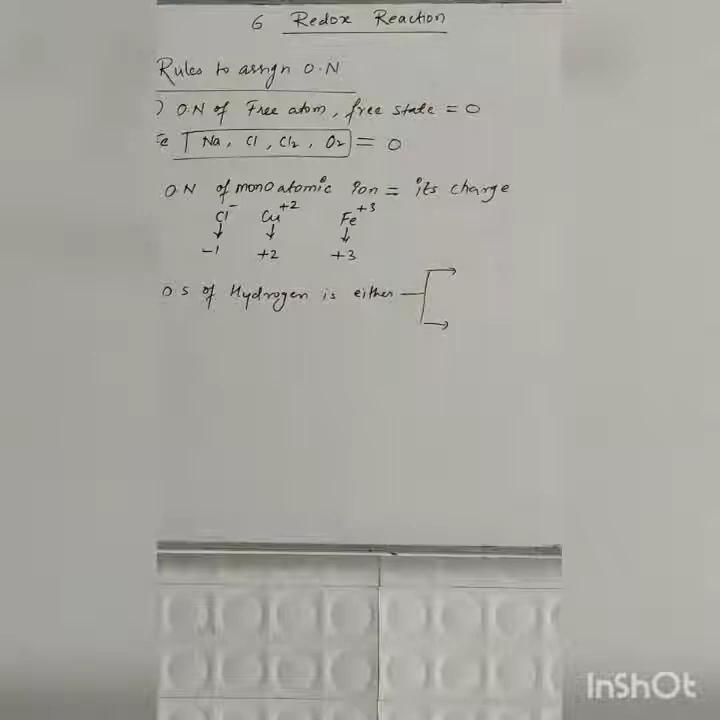 6 Redox Reaction
Rules to assign O.N
) O.N of Free atom, free state = 0
Na, Cl, Cl₂, O₂ = 0
O.N of monoatomic ion = its charge
Cl⁻ Cu⁺² Fe⁺³
↓ ↓ ↓
-1 +2 +3
O S of Hydrogen is either
InShOt